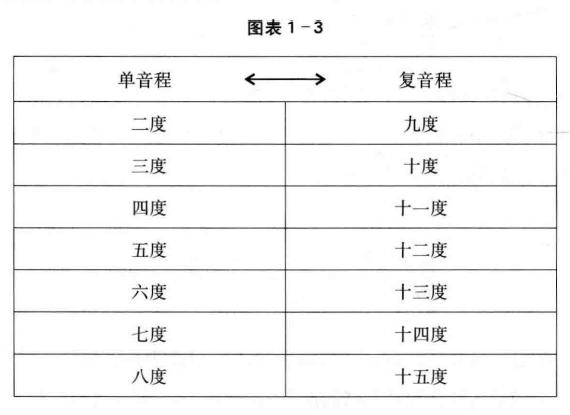 图表 1-3
单音程 ⟷ 复音程
二度 九度
三度 十度
四度 十一度
五度 十二度
六度 十三度
七度 十四度
八度 十五度